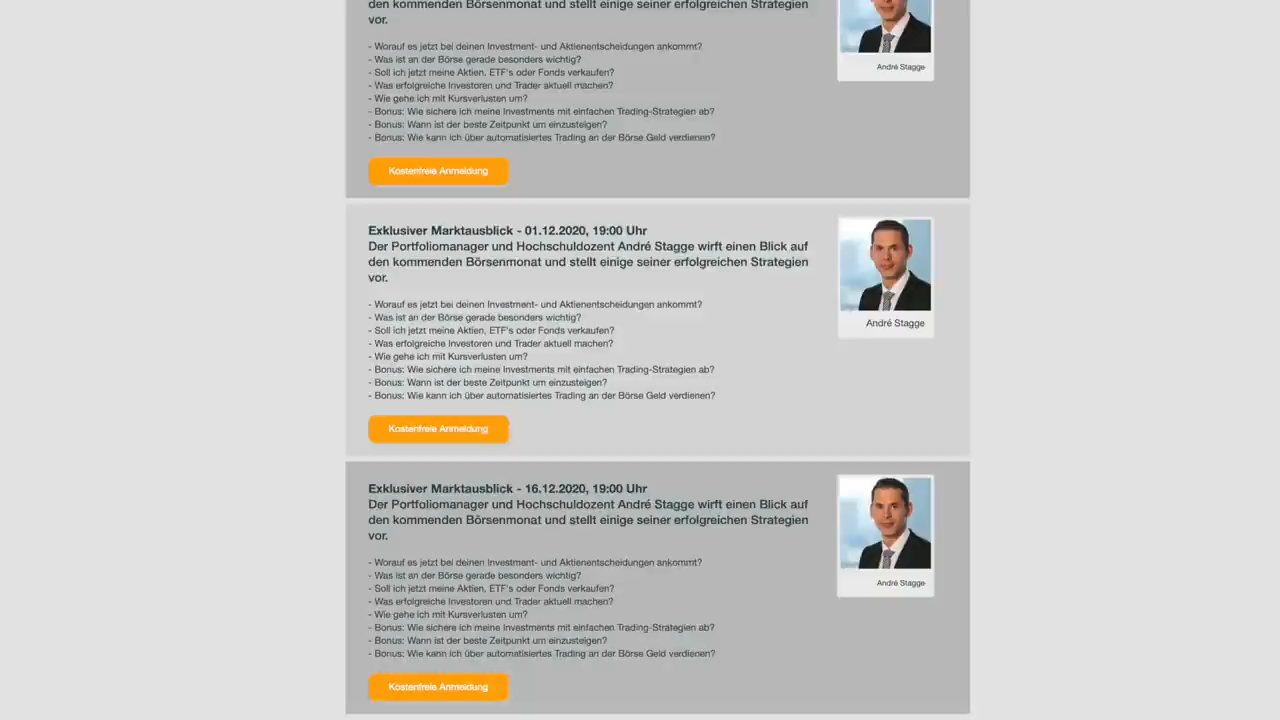 den kommenden Börsenmonat und stellt einige seiner erfolgreichen Strategien
vor.
- Worauf es jetzt bei deinen Investment- und Aktienentscheidungen ankommt?
- Was ist an der Börse gerade besonders wichtig?
- Soll ich jetzt meine Aktien, ETF's oder Fonds verkaufen?
- Was erfolgreiche Investoren und Trader aktuell machen?
- Wie gehe ich mit Kursverlusten um?
- Bonus: Wie sichere ich meine Investments mit einfachen Trading-Strategien ab?
- Bonus: Wann ist der beste Zeitpunkt um einzusteigen?
- Bonus: Wie kann ich über automatisiertes Trading an der Börse Geld verdienen?
Kostenfreie Anmeldung
André Stagge
Exklusiver Marktausblick - 01.12.2020, 19:00 Uhr
Der Portfoliomanager und Hochschuldozent André Stagge wirft einen Blick auf
den kommenden Börsenmonat und stellt einige seiner erfolgreichen Strategien
vor.
- Worauf es jetzt bei deinen Investment- und Aktienentscheidungen ankommt?
- Was ist an der Börse gerade besonders wichtig?
- Soll ich jetzt meine Aktien, ETF's oder Fonds verkaufen?
- Was erfolgreiche Investoren und Trader aktuell machen?
- Wie gehe ich mit Kursverlusten um?
- Bonus: Wie sichere ich meine Investments mit einfachen Trading-Strategien ab?
- Bonus: Wann ist der beste Zeitpunkt um einzusteigen?
- Bonus: Wie kann ich über automatisiertes Trading an der Börse Geld verdienen?
Kostenfreie Anmeldung
André Stagge
Exklusiver Marktausblick - 16.12.2020, 19:00 Uhr
Der Portfoliomanager und Hochschuldozent André Stagge wirft einen Blick auf
den kommenden Börsenmonat und stellt einige seiner erfolgreichen Strategien
vor.
- Worauf es jetzt bei deinen Investment- und Aktienentscheidungen ankommt?
- Was ist an der Börse gerade besonders wichtig?
- Soll ich jetzt meine Aktien, ETF's oder Fonds verkaufen?
- Was erfolgreiche Investoren und Trader aktuell machen?
- Wie gehe ich mit Kursverlusten um?
- Bonus: Wie sichere ich meine Investments mit einfachen Trading-Strategien ab?
- Bonus: Wann ist der beste Zeitpunkt um einzusteigen?
- Bonus: Wie kann ich über automatisiertes Trading an der Börse Geld verdienen?
Kostenfreie Anmeldung
André Stagge